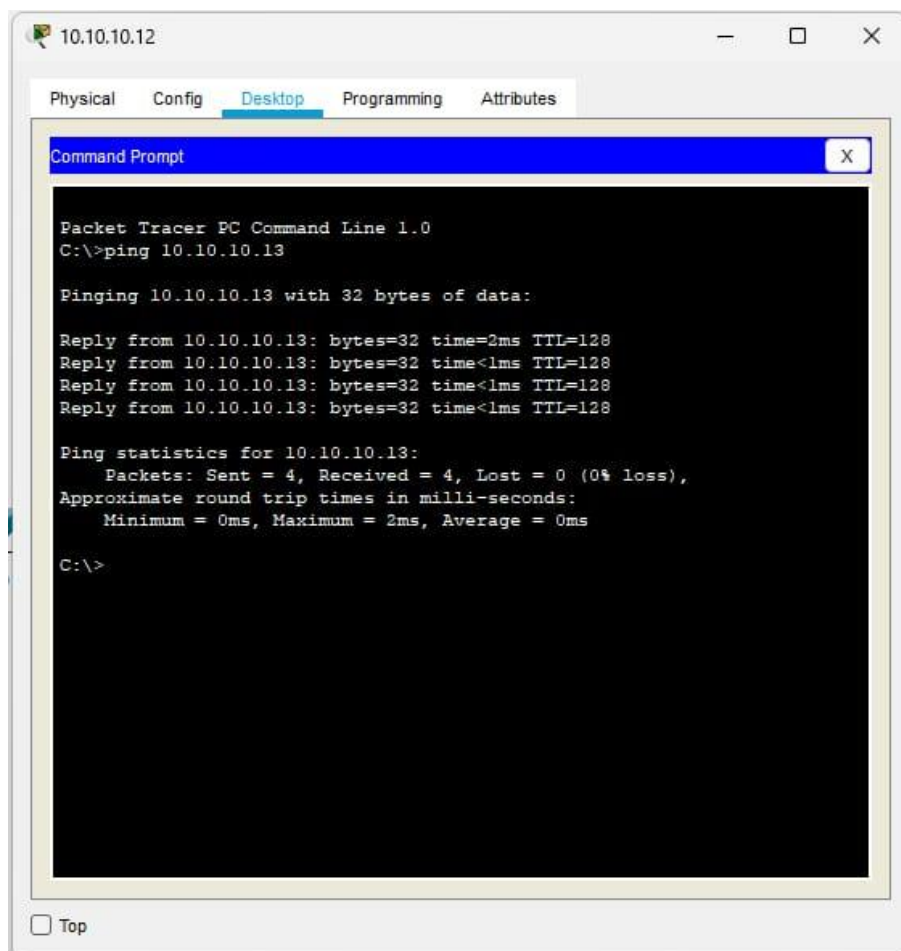 10.10.10.12
Physical Config Desktop Programming Attributes
Command Prompt X
Packet Tracer PC Command Line 1.0
C:\>ping 10.10.10.13
Pinging 10.10.10.13 with 32 bytes of data:
Reply from 10.10.10.13: bytes=32 time=2ms TTL=128
Reply from 10.10.10.13: bytes=32 time<1ms TTL=128
Reply from 10.10.10.13: bytes=32 time<1ms TTL=128
Reply from 10.10.10.13: bytes=32 time<1ms TTL=128
Ping statistics for 10.10.10.13:
Packets: Sent = 4, Received = 4, Lost = 0 (0% loss),
Approximate round trip times in milli-seconds:
Minimum = 0ms, Maximum = 2ms, Average = 0ms
C:\>
Top